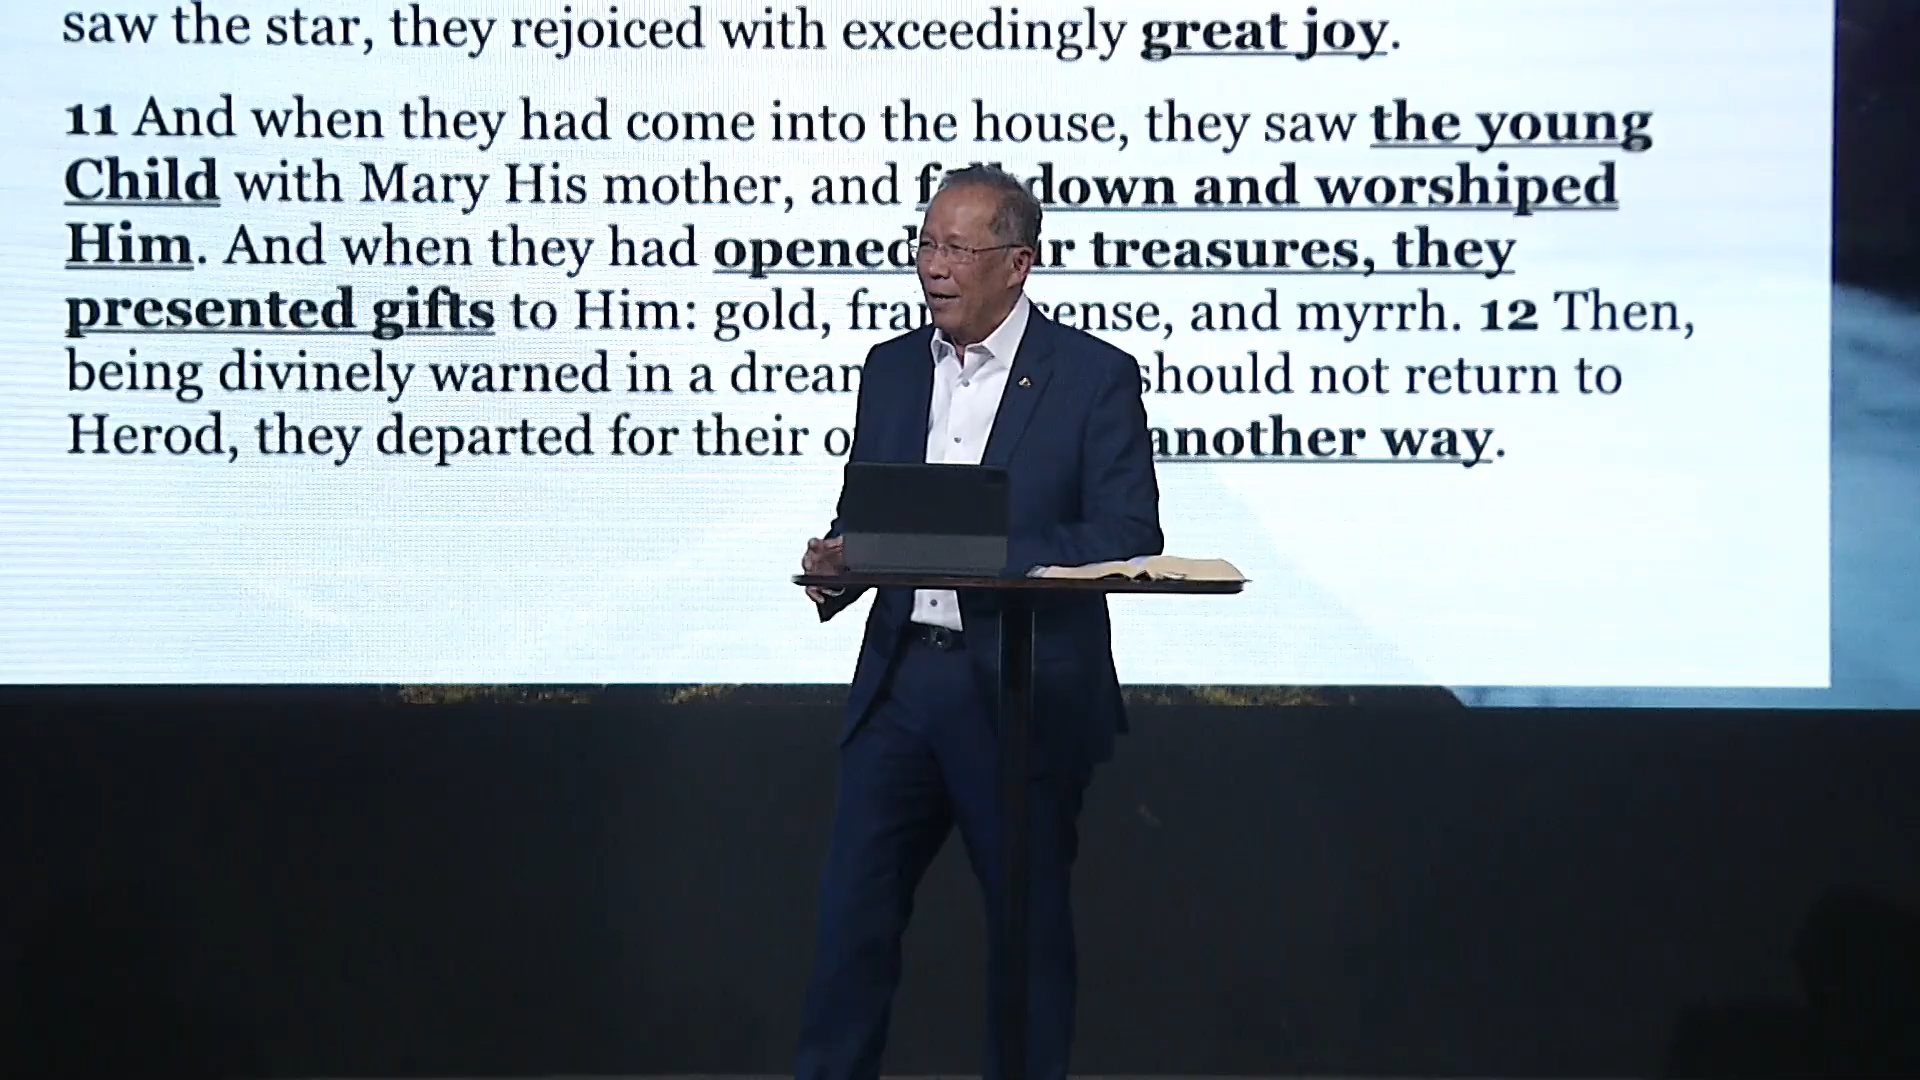 saw the star, they rejoiced with exceedingly great joy.
11 And when they had come into the house, they saw the young
Child with Mary His mother, and down and worshiped
Him. And when they had opened treasures, they
presented gifts to Him: gold, and myrrh. 12 Then,
being divinely warned in a should not return to
Herod, they departed for their another way.